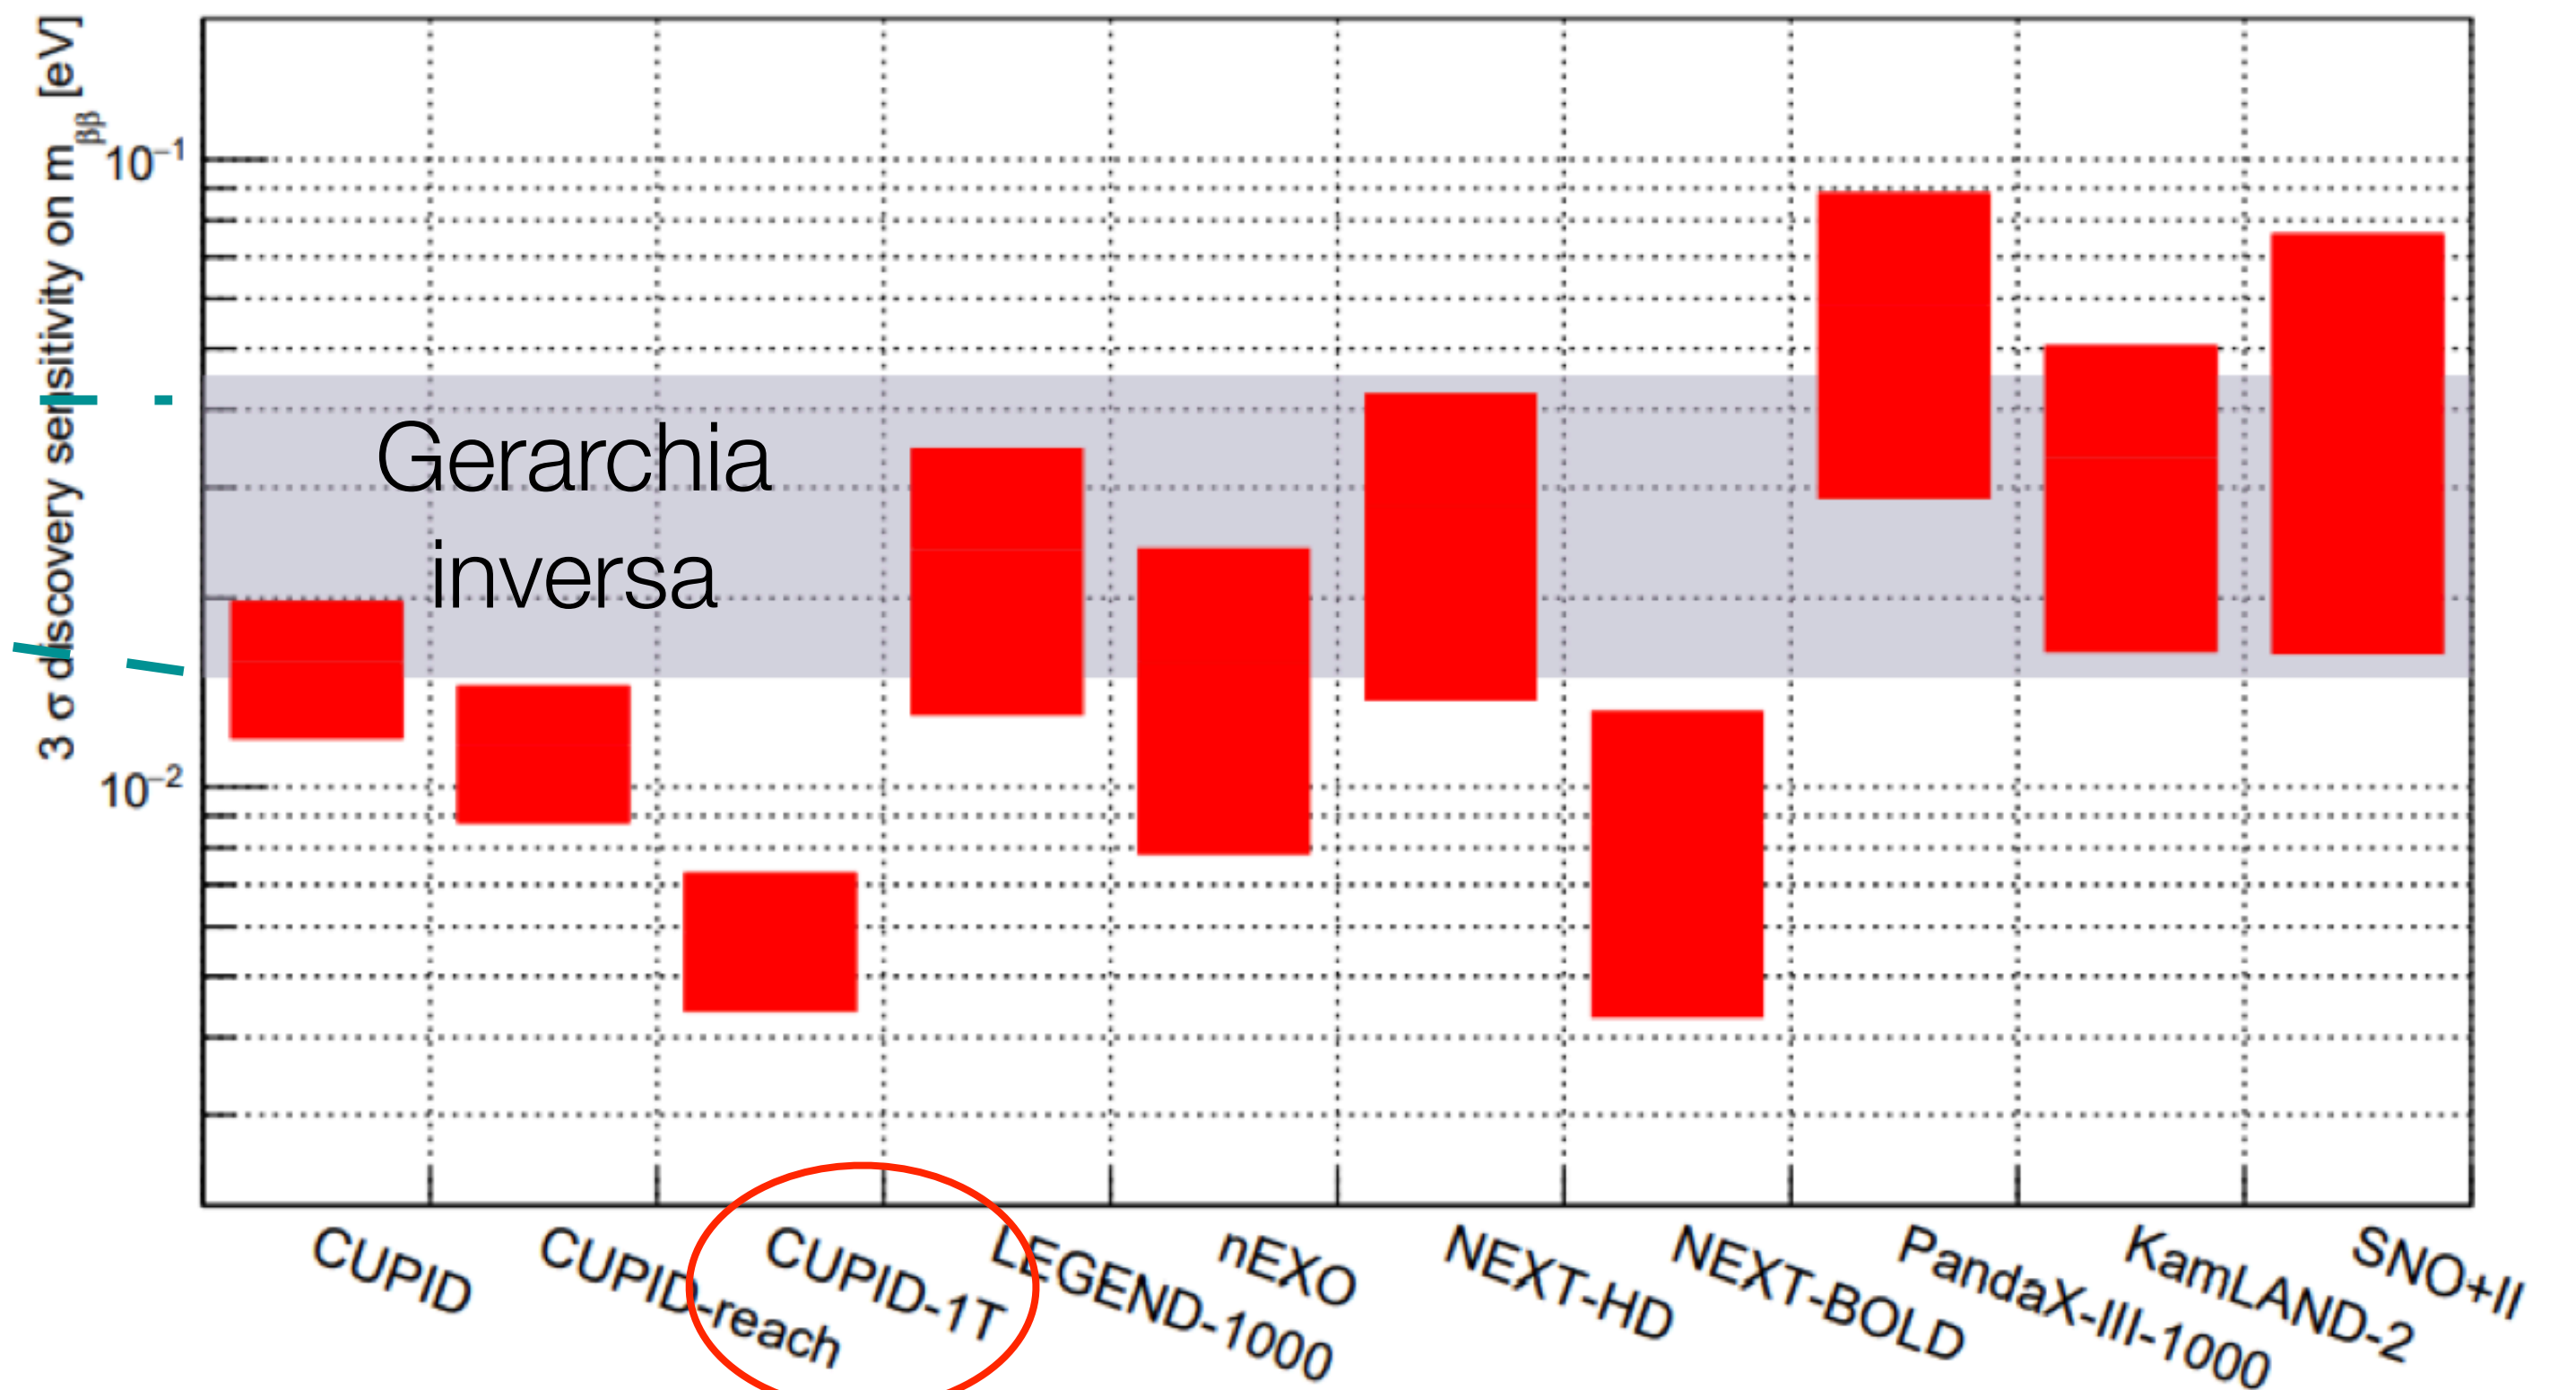 3 σ discovery sensitivity on mββ [eV]
10⁻¹
Gerarchia
inversa
10⁻²
CUPID
CUPID-reach
CUPID-1T
LEGEND-1000
nEXO
NEXT-HD
NEXT-BOLD
PandaX-III-1000
KamLAND-2
SNO+II